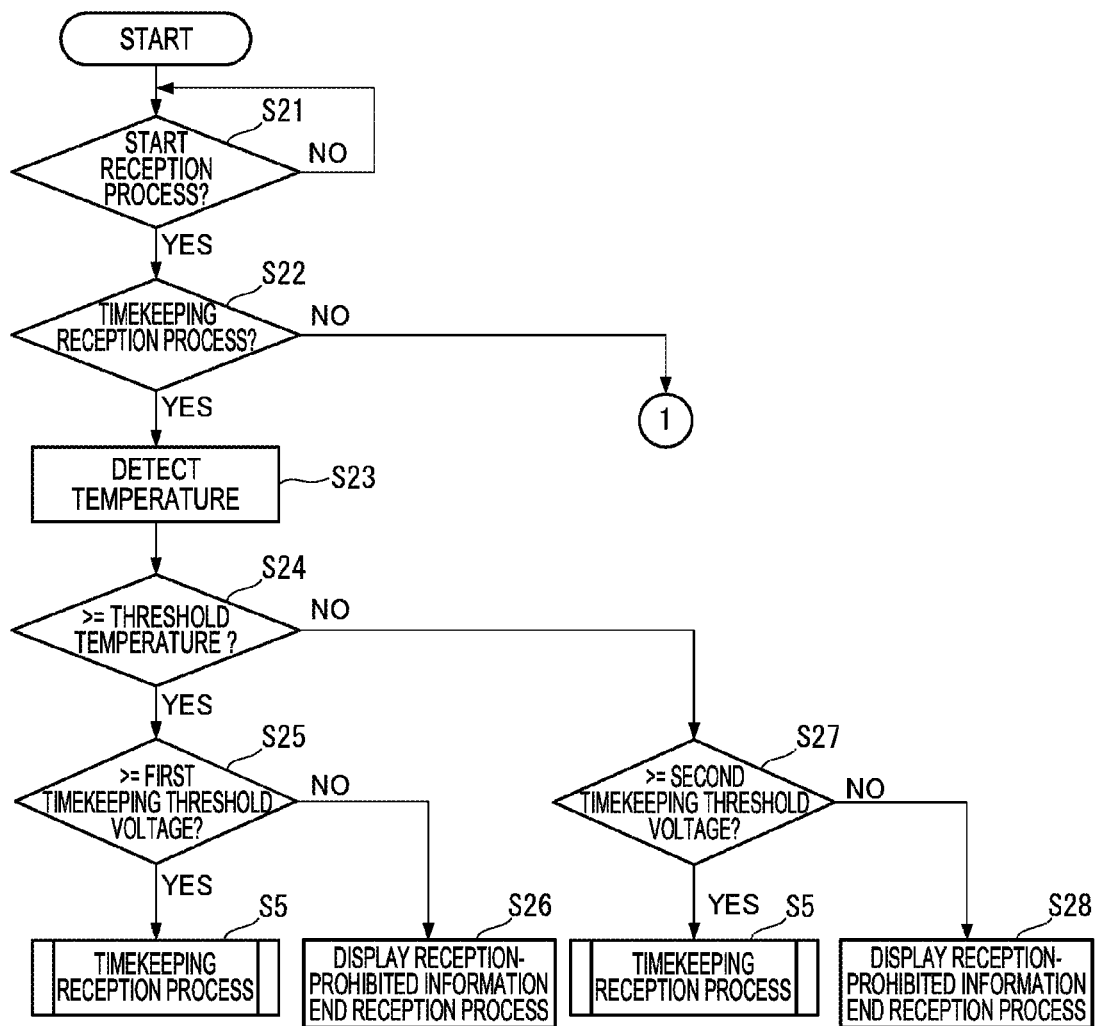 START
S21
START
RECEPTION
PROCESS?
NO
YES
S22
TIMEKEEPING
RECEPTION PROCESS?
NO
1
YES
DETECT
TEMPERATURE
S23
S24
>= THRESHOLD
TEMPERATURE ?
NO
YES
S25
>= FIRST
TIMEKEEPING THRESHOLD
VOLTAGE?
NO
YES
S27
>= SECOND
TIMEKEEPING THRESHOLD
VOLTAGE?
NO
YES
S5
TIMEKEEPING
RECEPTION PROCESS
S26
DISPLAY RECEPTION-
PROHIBITED INFORMATION
END RECEPTION PROCESS
S5
TIMEKEEPING
RECEPTION PROCESS
S28
DISPLAY RECEPTION-
PROHIBITED INFORMATION
END RECEPTION PROCESS